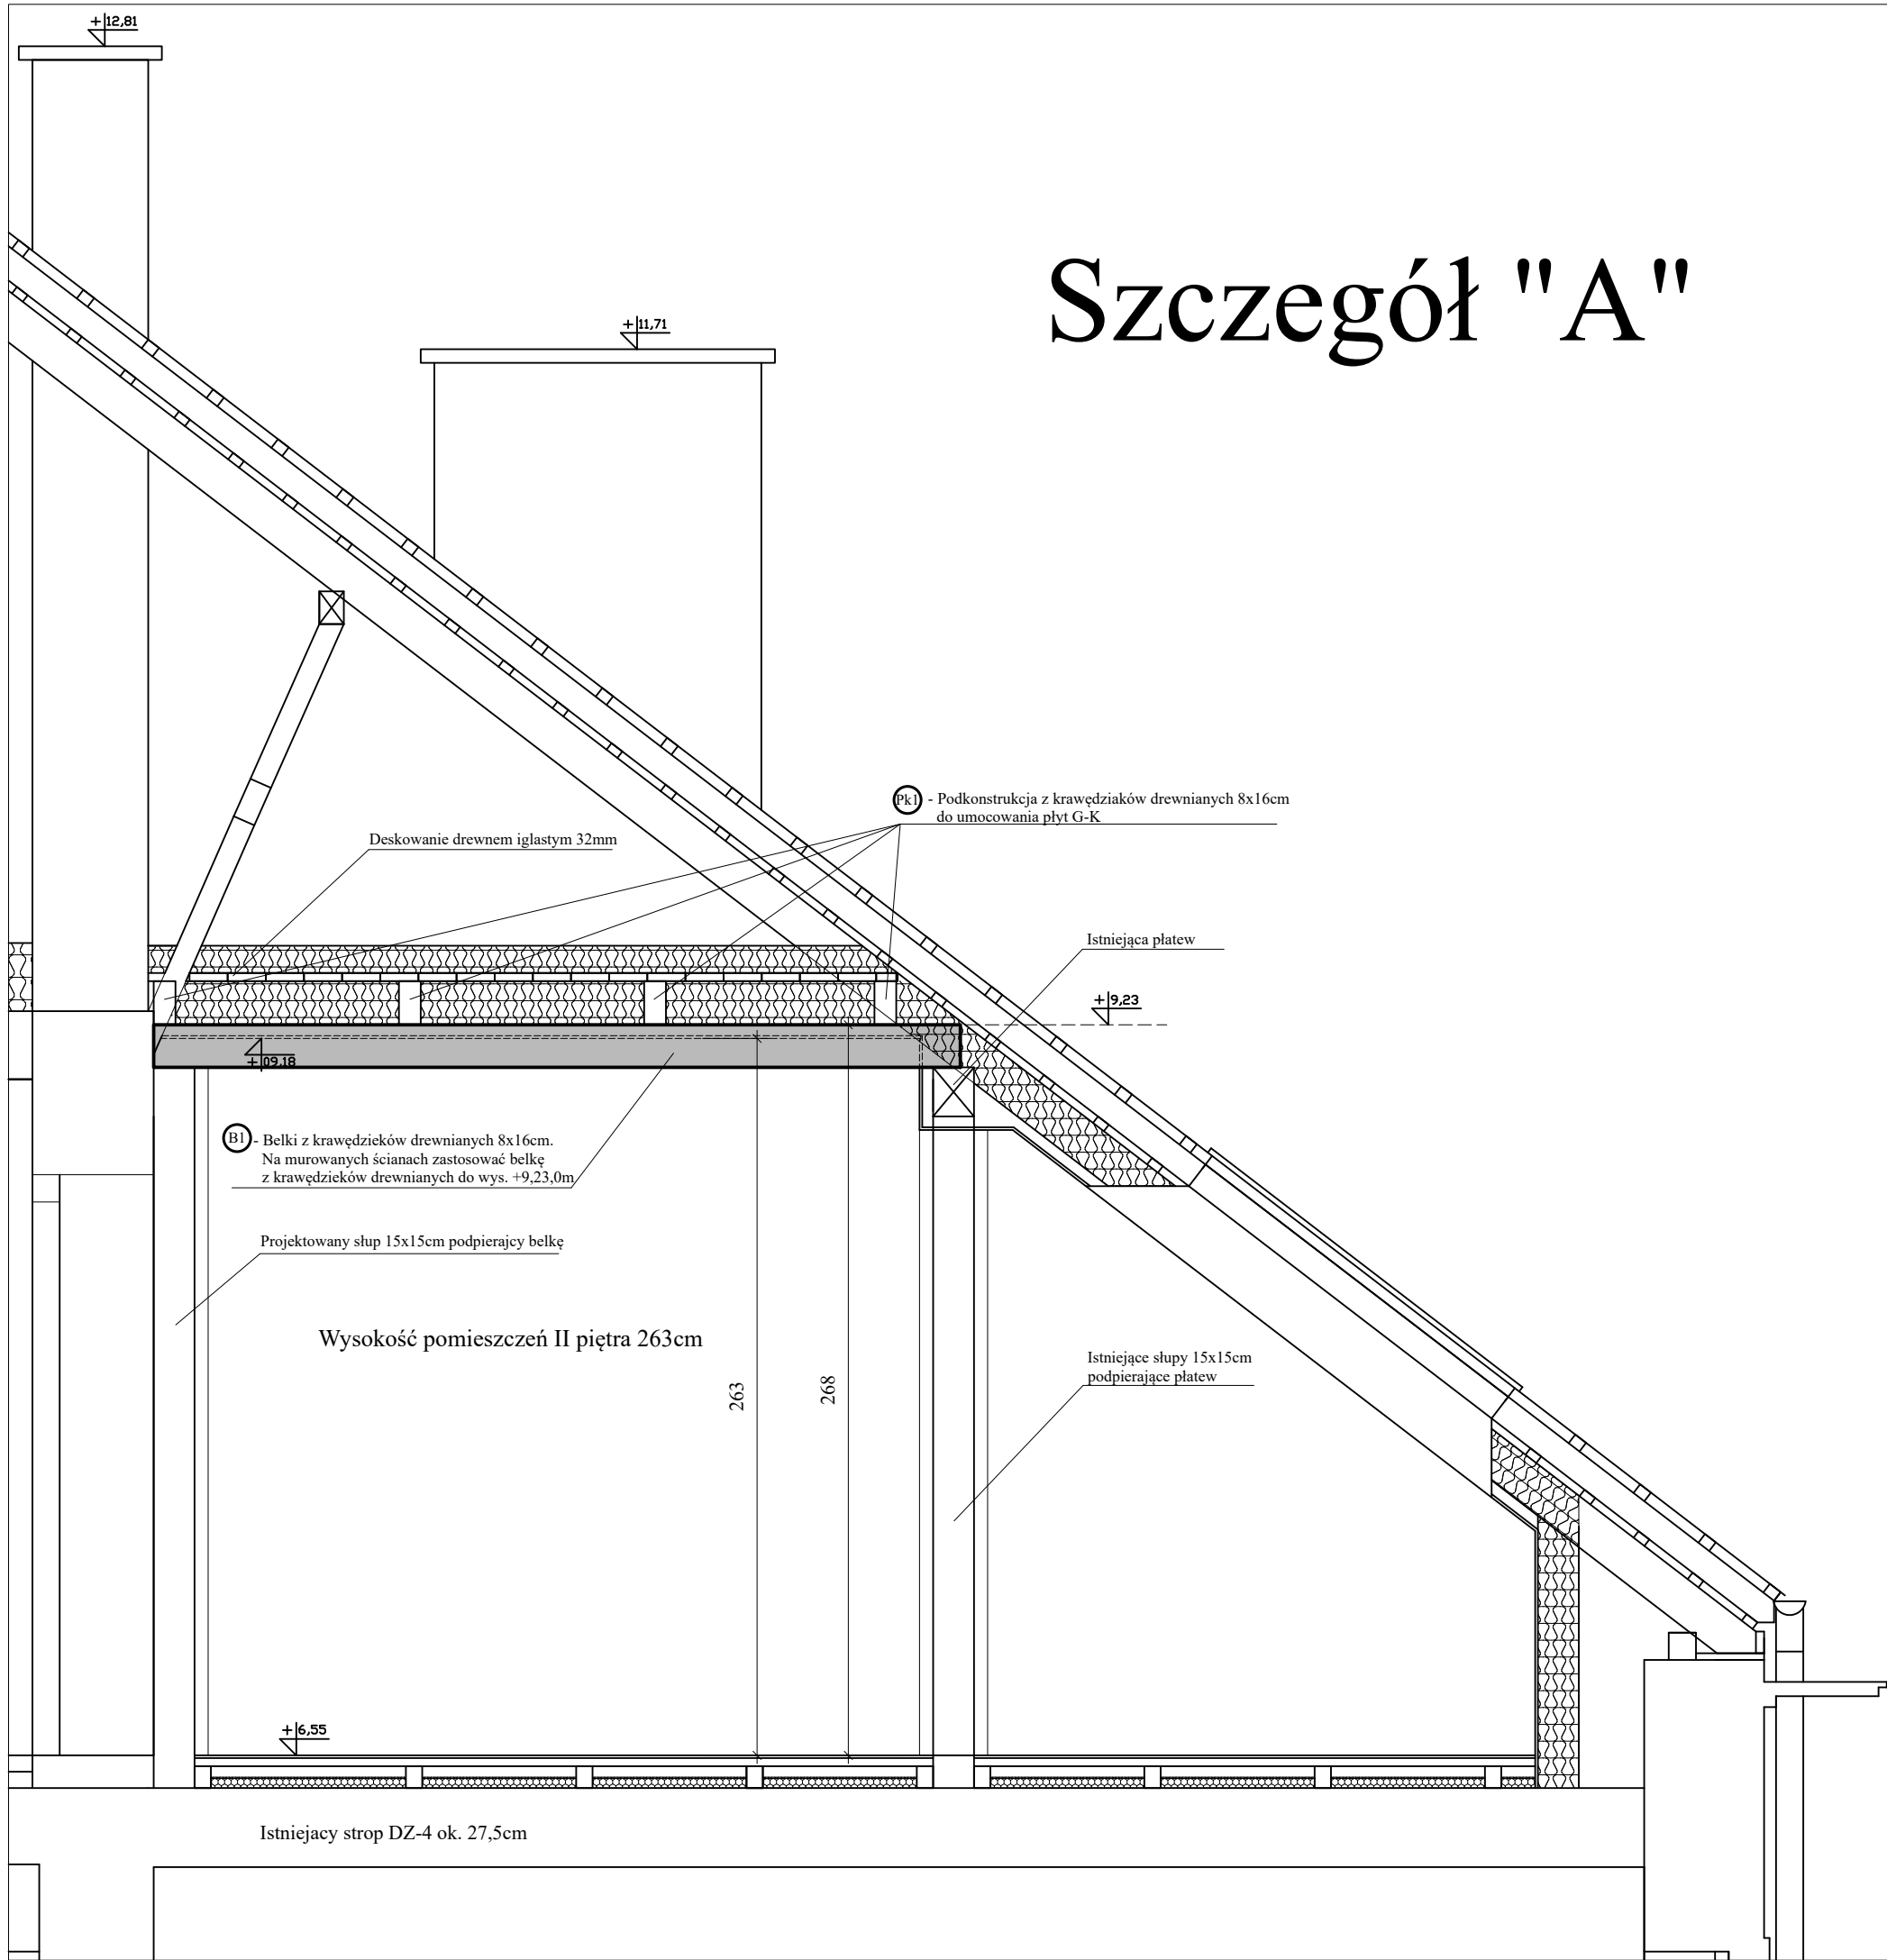 +12,81
Szczegół "A"
+11,71
Pk1 - Podkonstrukcja z krawędziaków drewnianych 8x16cm
do umocowania płyt G-K
Deskowanie drewnem iglastym 32mm
Istniejąca płatew
+9,23
+09,18
B1 - Belki z krawędzieków drewnianych 8x16cm.
Na murowanych ścianach zastosować belkę
z krawędzieków drewnianych do wys. +9,23,0m
Projektowany słup 15x15cm podpierajcy belkę
Wysokość pomieszczeń II piętra 263cm
Istniejące słupy 15x15cm
podpierające płatew
263
268
+6,55
Istniejacy strop DZ-4 ok. 27,5cm